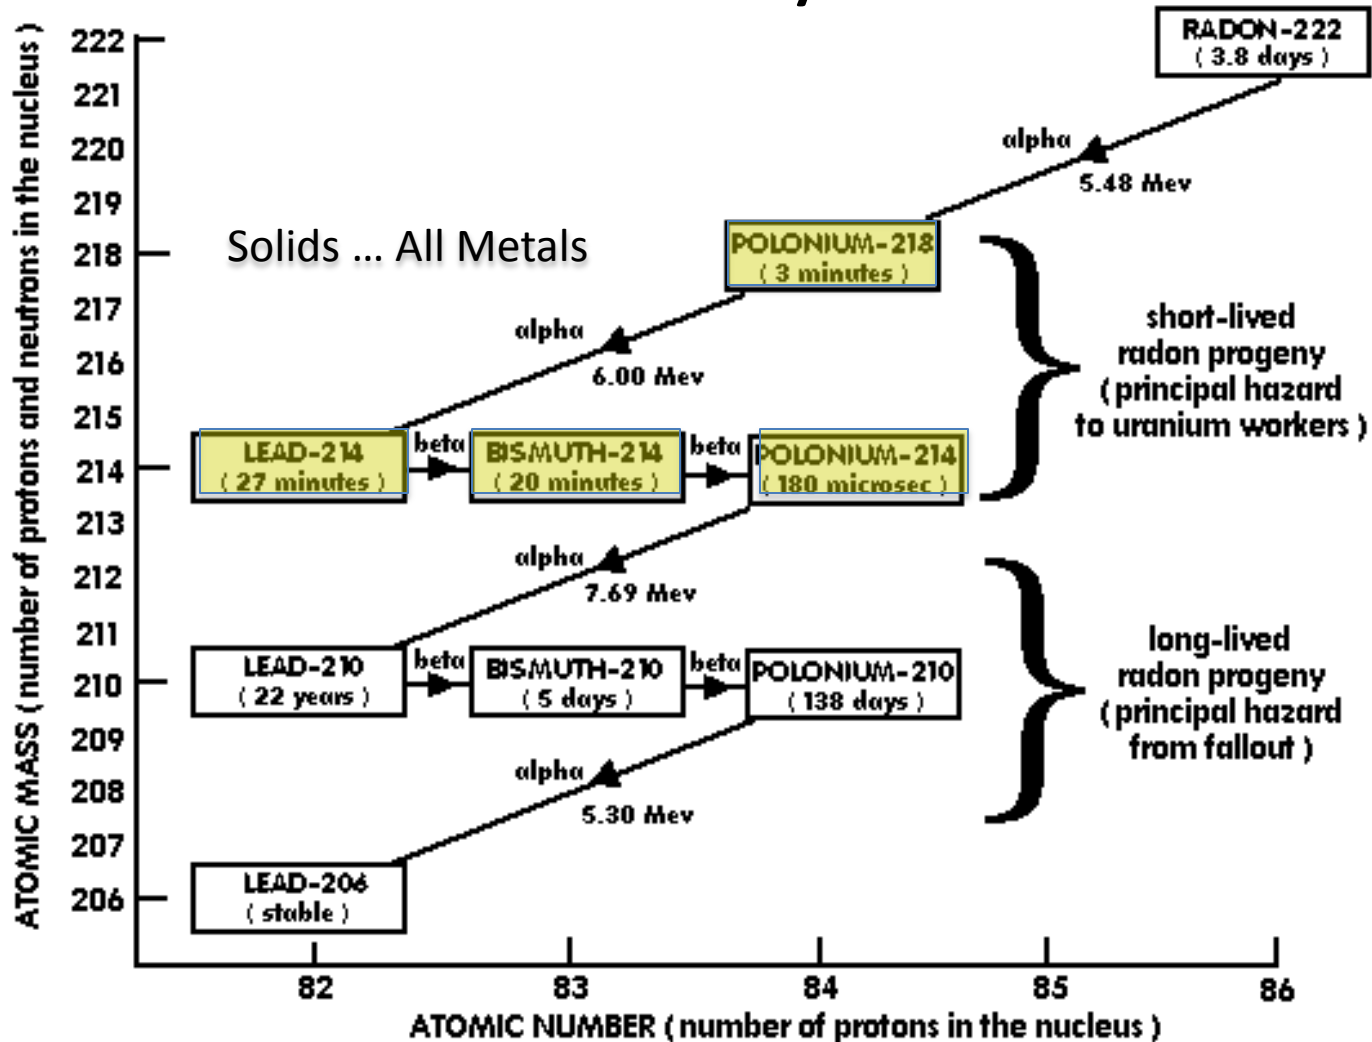 RADON-222
( 3.8 days )
alpha
5.48 Mev
Solids ... All Metals
POLONIUM-218
( 3 minutes )
alpha
6.00 Mev
short-lived
radon progeny
( principal hazard
to uranium workers )
LEAD-214
( 27 minutes )
beta
BISMUTH-214
( 20 minutes )
beta
POLONIUM-214
( 180 microsec )
alpha
7.69 Mev
LEAD-210
( 22 years )
beta
BISMUTH-210
( 5 days )
beta
POLONIUM-210
( 138 days )
long-lived
radon progeny
( principal hazard
from fallout )
alpha
5.30 Mev
LEAD-206
( stable )
ATOMIC MASS ( number of protons and neutrons in the nucleus )
222
221
220
219
218
217
216
215
214
213
212
211
210
209
208
207
206
82
83
84
85
86
ATOMIC NUMBER ( number of protons in the nucleus )